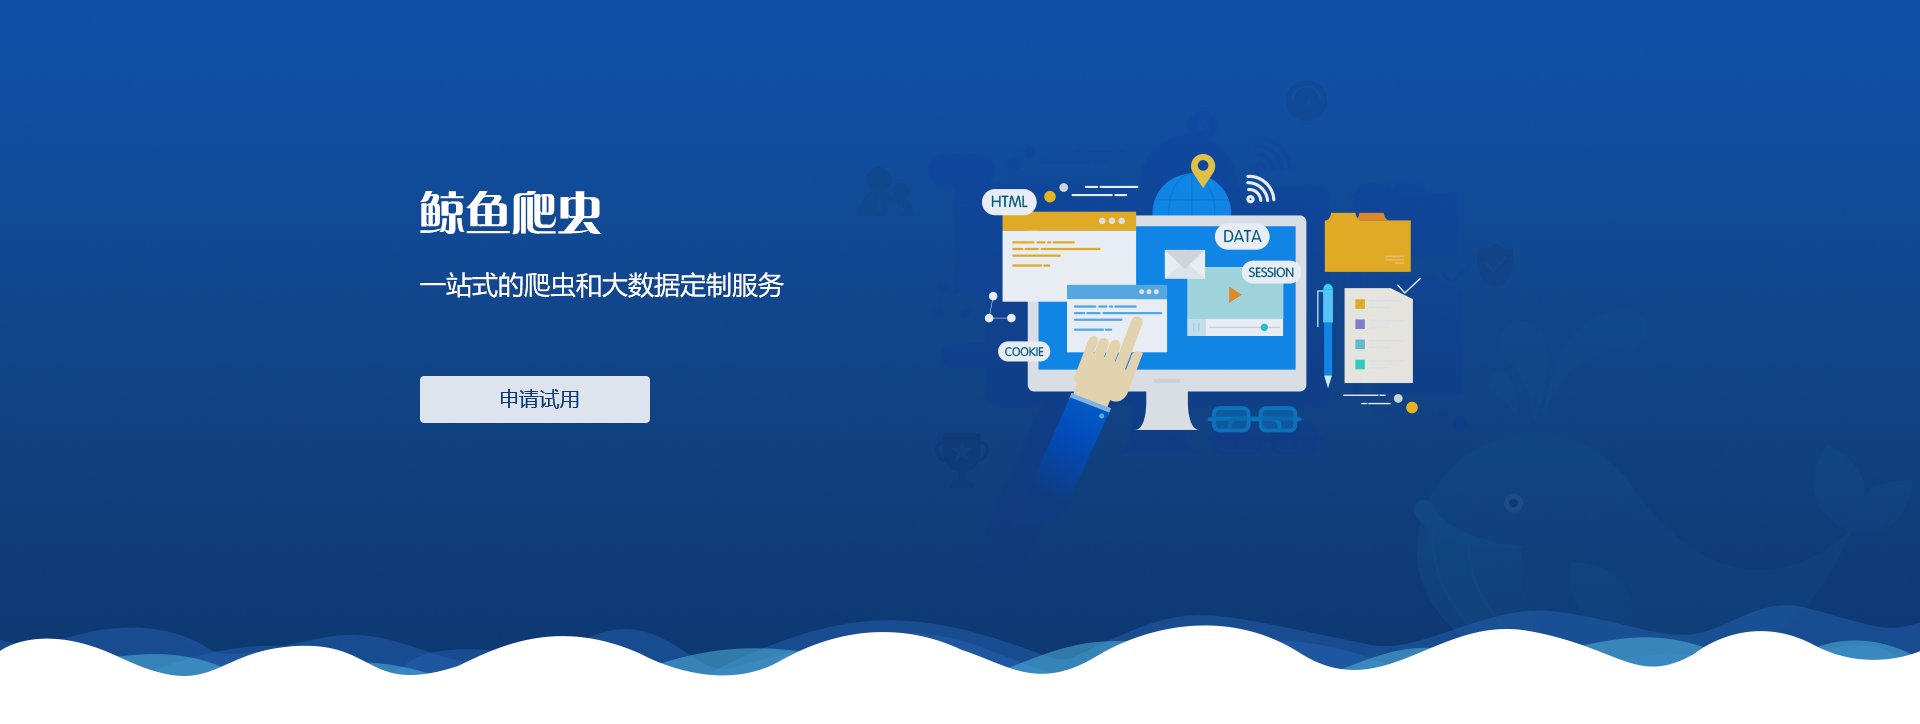 鲸鱼爬虫
一站式的爬虫和大数据定制服务
申请试用
HTML
DATA
SESSION
COOKIE